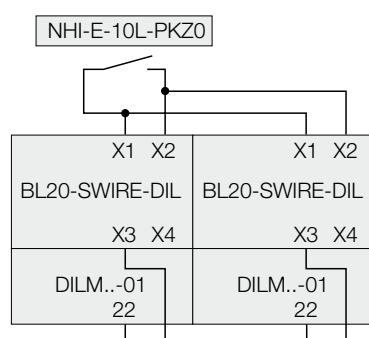 NHI-E-10L-PKZ0
X1 X2 X1 X2
BL20-SWIRE-DIL BL20-SWIRE-DIL
X3 X4 X3 X4
DILM..-01 DILM..-01
22 22